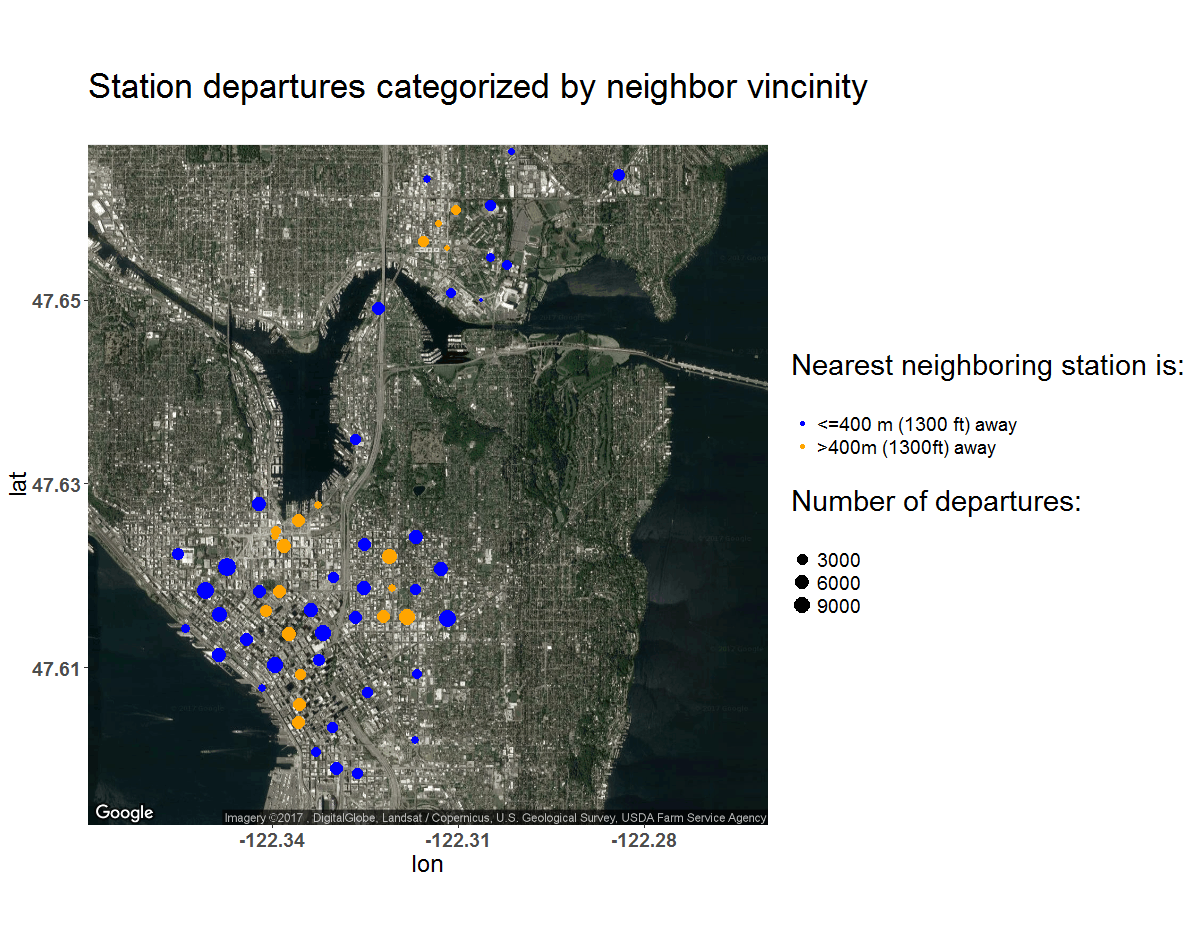 Station departures categorized by neighbor vincinity
47.65
47.63
47.61
lat
-122.34
-122.31
-122.28
lon
Google
Imagery ©2017 , DigitalGlobe, Landsat / Copernicus, U.S. Geological Survey, USDA Farm Service Agency
Nearest neighboring station is:
<=400 m (1300 ft) away
>400m (1300ft) away
Number of departures:
3000
6000
9000